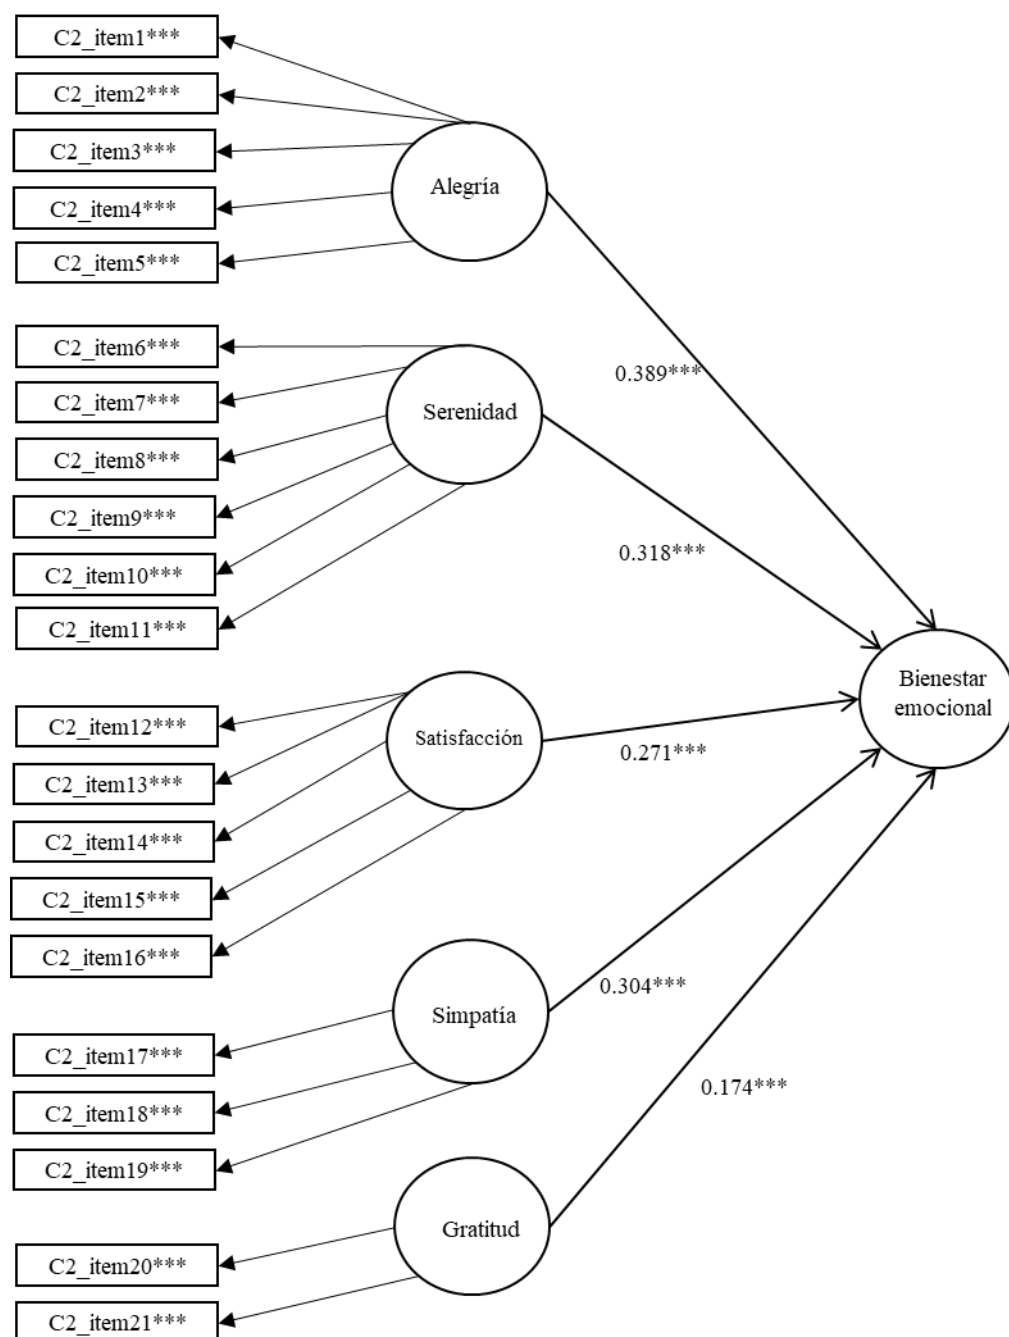 C2_item1***
C2_item2***
C2_item3***
C2_item4***
C2_item5***
Alegría
0.389***
C2_item6***
C2_item7***
C2_item8***
C2_item9***
C2_item10***
C2_item11***
Serenidad
0.318***
Bienestar
emocional
C2_item12***
C2_item13***
C2_item14***
C2_item15***
C2_item16***
Satisfacción
0.271***
C2_item17***
C2_item18***
C2_item19***
Simpatía
0.304***
C2_item20***
C2_item21***
Gratitud
0.174***